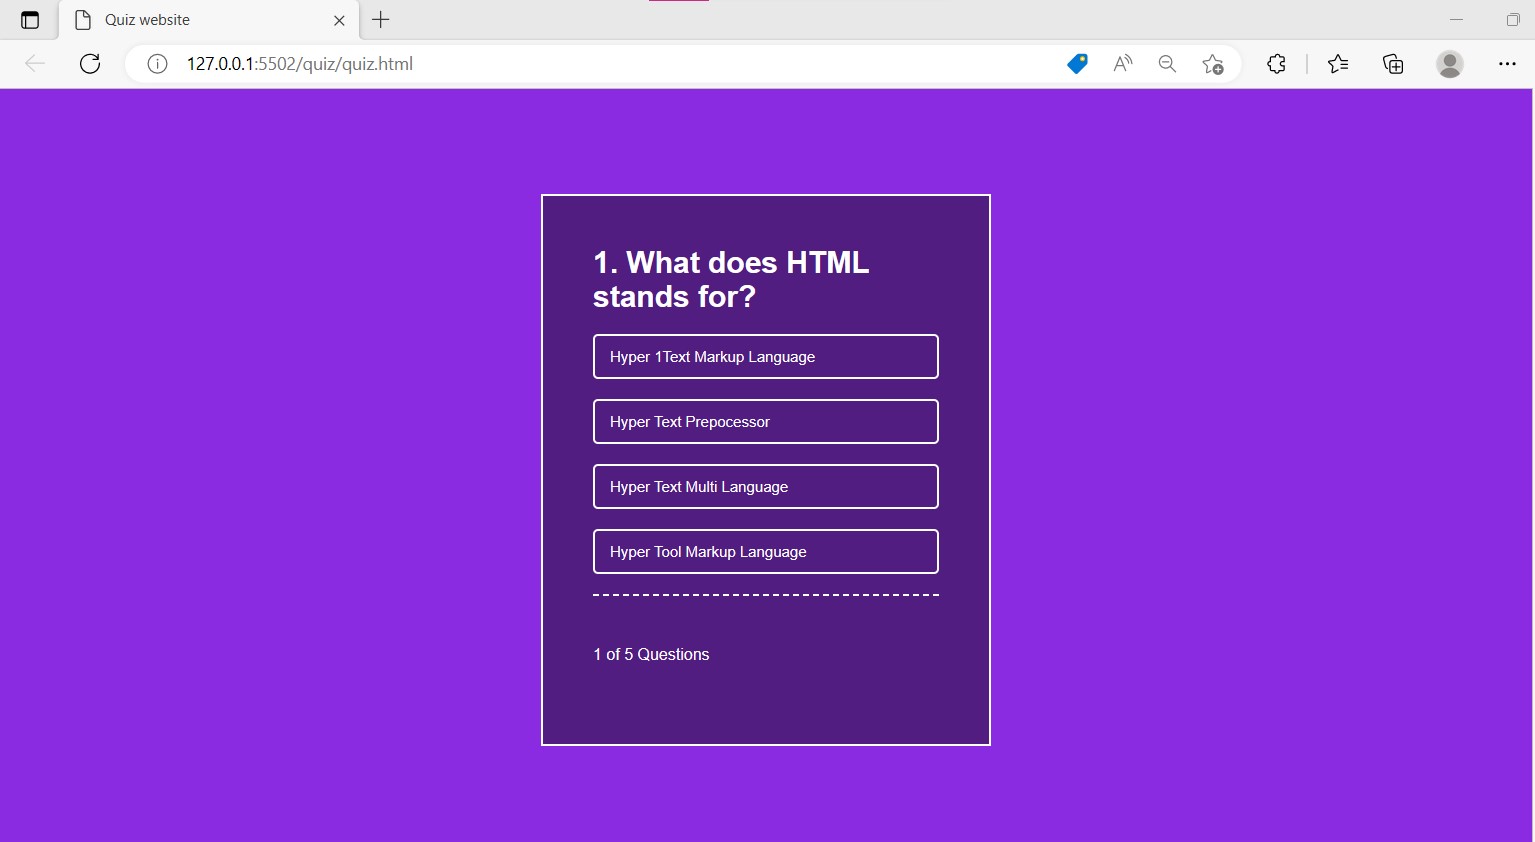 Quiz website
127.0.0.1:5502/quiz/quiz.html
1. What does HTML
stands for?
Hyper 1Text Markup Language
Hyper Text Prepocessor
Hyper Text Multi Language
Hyper Tool Markup Language
1 of 5 Questions